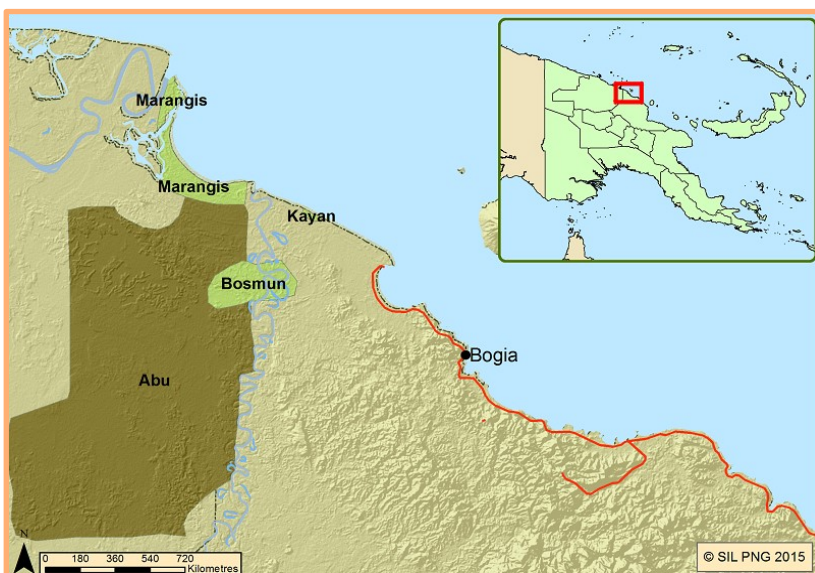 Marangis
Marangis
Kayan
Bosmun
Bogia
Abu
N
0 180 360 540 720
Kilometres
© SIL PNG 2015